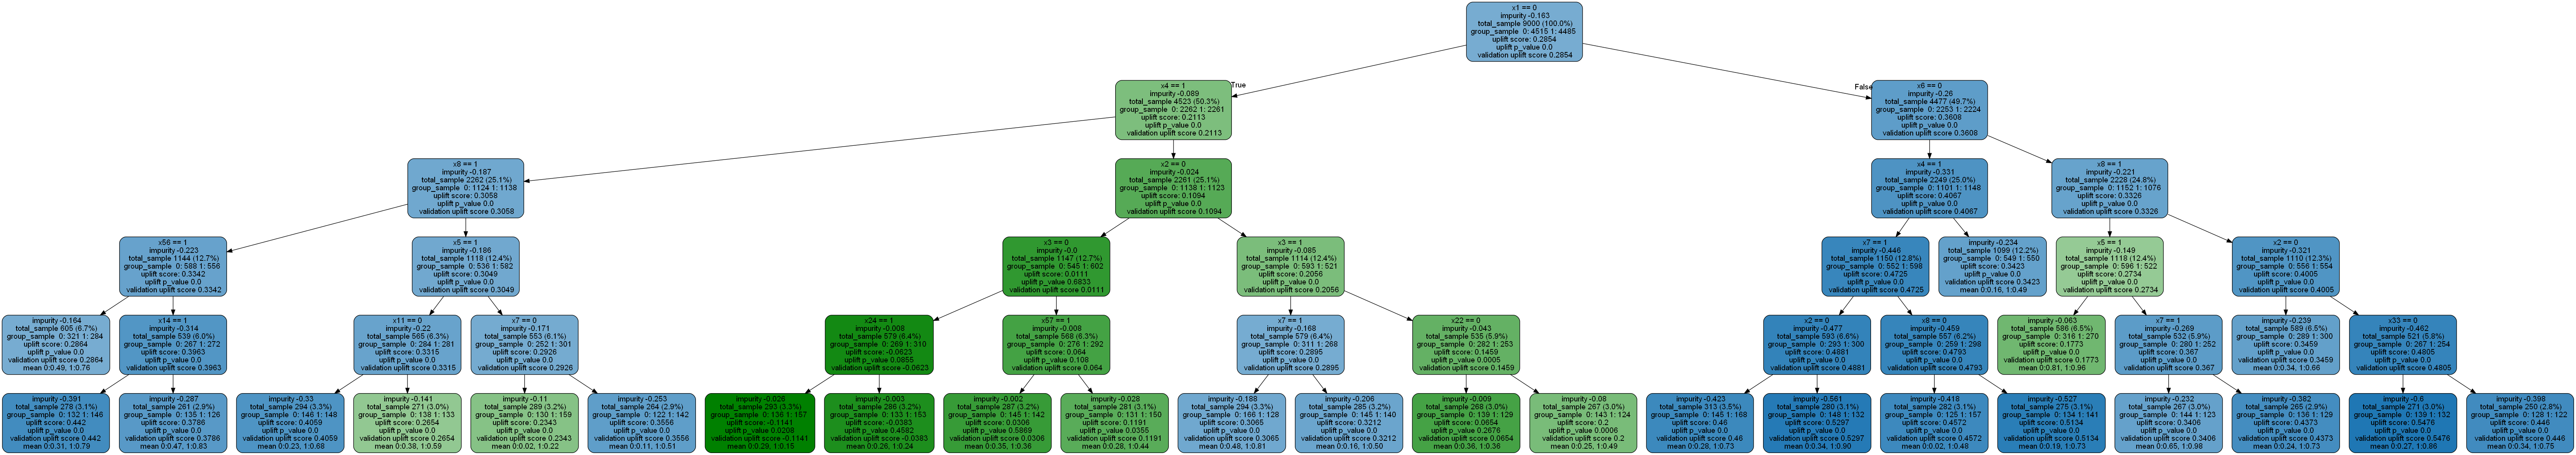 x1 == 0
impurity -0.163
total_sample 9000 (100.0%)
group_sample 0: 4515 1: 4485
uplift score: 0.2854
uplift p_value 0.0
validation uplift score 0.2854
True
False
x4 == 1
impurity -0.089
total_sample 4523 (50.3%)
group_sample 0: 2262 1: 2261
uplift score: 0.2113
uplift p_value 0.0
validation uplift score 0.2113
x6 == 0
impurity -0.26
total_sample 4477 (49.7%)
group_sample 0: 2253 1: 2224
uplift score: 0.3608
uplift p_value 0.0
validation uplift score 0.3608
x8 == 1
impurity -0.187
total_sample 2262 (25.1%)
group_sample 0: 1124 1: 1138
uplift score: 0.3058
uplift p_value 0.0
validation uplift score 0.3058
x2 == 0
impurity -0.024
total_sample 2261 (25.1%)
group_sample 0: 1138 1: 1123
uplift score: 0.1094
uplift p_value 0.0
validation uplift score 0.1094
x4 == 1
impurity -0.331
total_sample 2249 (25.0%)
group_sample 0: 1101 1: 1148
uplift score: 0.4067
uplift p_value 0.0
validation uplift score 0.4067
x8 == 1
impurity -0.221
total_sample 2228 (24.8%)
group_sample 0: 1152 1: 1076
uplift score: 0.3326
uplift p_value 0.0
validation uplift score 0.3326
x56 == 1
impurity -0.223
total_sample 1144 (12.7%)
group_sample 0: 588 1: 556
uplift score: 0.3342
uplift p_value 0.0
validation uplift score 0.3342
x5 == 1
impurity -0.186
total_sample 1118 (12.4%)
group_sample 0: 536 1: 582
uplift score: 0.3049
uplift p_value 0.0
validation uplift score 0.3049
x3 == 0
impurity -0.0
total_sample 1147 (12.7%)
group_sample 0: 545 1: 602
uplift score: 0.0111
uplift p_value 0.6833
validation uplift score 0.0111
x3 == 1
impurity -0.085
total_sample 1114 (12.4%)
group_sample 0: 593 1: 521
uplift score: 0.2056
uplift p_value 0.0
validation uplift score 0.2056
x7 == 1
impurity -0.446
total_sample 1150 (12.8%)
group_sample 0: 552 1: 598
uplift score: 0.4725
uplift p_value 0.0
validation uplift score 0.4725
impurity -0.234
total_sample 1099 (12.2%)
group_sample 0: 549 1: 550
uplift score: 0.3423
uplift p_value 0.0
validation uplift score 0.3423
mean 0:0.16, 1:0.49
x5 == 1
impurity -0.149
total_sample 1118 (12.4%)
group_sample 0: 596 1: 522
uplift score: 0.2734
uplift p_value 0.0
validation uplift score 0.2734
x2 == 0
impurity -0.321
total_sample 1110 (12.3%)
group_sample 0: 556 1: 554
uplift score: 0.4005
uplift p_value 0.0
validation uplift score 0.4005
impurity -0.164
total_sample 605 (6.7%)
group_sample 0: 321 1: 284
uplift score: 0.2864
uplift p_value 0.0
validation uplift score 0.2864
mean 0:0.49, 1:0.76
x14 == 1
impurity -0.314
total_sample 539 (6.0%)
group_sample 0: 267 1: 272
uplift score: 0.3963
uplift p_value 0.0
validation uplift score 0.3963
x11 == 0
impurity -0.22
total_sample 565 (6.3%)
group_sample 0: 284 1: 281
uplift score: 0.3315
uplift p_value 0.0
validation uplift score 0.3315
x7 == 0
impurity -0.171
total_sample 553 (6.1%)
group_sample 0: 252 1: 301
uplift score: 0.2926
uplift p_value 0.0
validation uplift score 0.2926
x24 == 1
impurity -0.008
total_sample 579 (6.4%)
group_sample 0: 269 1: 310
uplift score: -0.0623
uplift p_value 0.0855
validation uplift score -0.0623
x57 == 1
impurity -0.008
total_sample 568 (6.3%)
group_sample 0: 276 1: 292
uplift score: 0.064
uplift p_value 0.108
validation uplift score 0.064
x7 == 1
impurity -0.168
total_sample 579 (6.4%)
group_sample 0: 311 1: 268
uplift score: 0.2895
uplift p_value 0.0
validation uplift score 0.2895
x22 == 0
impurity -0.043
total_sample 535 (5.9%)
group_sample 0: 282 1: 253
uplift score: 0.1459
uplift p_value 0.0005
validation uplift score 0.1459
x2 == 0
impurity -0.477
total_sample 593 (6.6%)
group_sample 0: 293 1: 300
uplift score: 0.4881
uplift p_value 0.0
validation uplift score 0.4881
x8 == 0
impurity -0.459
total_sample 557 (6.2%)
group_sample 0: 259 1: 298
uplift score: 0.4793
uplift p_value 0.0
validation uplift score 0.4793
impurity -0.063
total_sample 586 (6.5%)
group_sample 0: 316 1: 270
uplift score: 0.1773
uplift p_value 0.0
validation uplift score 0.1773
mean 0:0.81, 1:0.96
x7 == 1
impurity -0.269
total_sample 532 (5.9%)
group_sample 0: 280 1: 252
uplift score: 0.367
uplift p_value 0.0
validation uplift score 0.367
impurity -0.239
total_sample 589 (6.5%)
group_sample 0: 289 1: 300
uplift score: 0.3459
uplift p_value 0.0
validation uplift score 0.3459
mean 0:0.34, 1:0.66
x33 == 0
impurity -0.462
total_sample 521 (5.8%)
group_sample 0: 267 1: 254
uplift score: 0.4805
uplift p_value 0.0
validation uplift score 0.4805
impurity -0.391
total_sample 278 (3.1%)
group_sample 0: 132 1: 146
uplift score: 0.442
uplift p_value 0.0
validation uplift score 0.442
mean 0:0.31, 1:0.79
impurity -0.287
total_sample 261 (2.9%)
group_sample 0: 135 1: 126
uplift score: 0.3786
uplift p_value 0.0
validation uplift score 0.3786
mean 0:0.47, 1:0.83
impurity -0.33
total_sample 294 (3.3%)
group_sample 0: 146 1: 148
uplift score: 0.4059
uplift p_value 0.0
validation uplift score 0.4059
mean 0:0.23, 1:0.68
impurity -0.141
total_sample 271 (3.0%)
group_sample 0: 138 1: 133
uplift score: 0.2654
uplift p_value 0.0
validation uplift score 0.2654
mean 0:0.38, 1:0.59
impurity -0.11
total_sample 289 (3.2%)
group_sample 0: 130 1: 159
uplift score: 0.2343
uplift p_value 0.0
validation uplift score 0.2343
mean 0:0.02, 1:0.22
impurity -0.253
total_sample 264 (2.9%)
group_sample 0: 122 1: 142
uplift score: 0.3556
uplift p_value 0.0
validation uplift score 0.3556
mean 0:0.11, 1:0.51
impurity -0.026
total_sample 293 (3.3%)
group_sample 0: 136 1: 157
uplift score: -0.1141
uplift p_value 0.0208
validation uplift score -0.1141
mean 0:0.29, 1:0.15
impurity -0.003
total_sample 286 (3.2%)
group_sample 0: 133 1: 153
uplift score: -0.0383
uplift p_value 0.4582
validation uplift score -0.0383
mean 0:0.26, 1:0.24
impurity -0.002
total_sample 287 (3.2%)
group_sample 0: 145 1: 142
uplift score: 0.0306
uplift p_value 0.5869
validation uplift score 0.0306
mean 0:0.35, 1:0.36
impurity -0.028
total_sample 281 (3.1%)
group_sample 0: 131 1: 150
uplift score: 0.1191
uplift p_value 0.0355
validation uplift score 0.1191
mean 0:0.28, 1:0.44
impurity -0.188
total_sample 294 (3.3%)
group_sample 0: 166 1: 128
uplift score: 0.3065
uplift p_value 0.0
validation uplift score 0.3065
mean 0:0.48, 1:0.81
impurity -0.206
total_sample 285 (3.2%)
group_sample 0: 145 1: 140
uplift score: 0.3212
uplift p_value 0.0
validation uplift score 0.3212
mean 0:0.16, 1:0.50
impurity -0.009
total_sample 268 (3.0%)
group_sample 0: 139 1: 129
uplift score: 0.0654
uplift p_value 0.2676
validation uplift score 0.0654
mean 0:0.36, 1:0.36
impurity -0.08
total_sample 267 (3.0%)
group_sample 0: 143 1: 124
uplift score: 0.2
uplift p_value 0.0006
validation uplift score 0.2
mean 0:0.25, 1:0.49
impurity -0.423
total_sample 313 (3.5%)
group_sample 0: 145 1: 168
uplift score: 0.46
uplift p_value 0.0
validation uplift score 0.46
mean 0:0.28, 1:0.73
impurity -0.561
total_sample 280 (3.1%)
group_sample 0: 148 1: 132
uplift score: 0.5297
uplift p_value 0.0
validation uplift score 0.5297
mean 0:0.34, 1:0.90
impurity -0.418
total_sample 282 (3.1%)
group_sample 0: 125 1: 157
uplift score: 0.4572
uplift p_value 0.0
validation uplift score 0.4572
mean 0:0.02, 1:0.48
impurity -0.527
total_sample 275 (3.1%)
group_sample 0: 134 1: 141
uplift score: 0.5134
uplift p_value 0.0
validation uplift score 0.5134
mean 0:0.19, 1:0.73
impurity -0.232
total_sample 267 (3.0%)
group_sample 0: 144 1: 123
uplift score: 0.3406
uplift p_value 0.0
validation uplift score 0.3406
mean 0:0.65, 1:0.98
impurity -0.382
total_sample 265 (2.9%)
group_sample 0: 136 1: 129
uplift score: 0.4373
uplift p_value 0.0
validation uplift score 0.4373
mean 0:0.24, 1:0.73
impurity -0.6
total_sample 271 (3.0%)
group_sample 0: 139 1: 132
uplift score: 0.5476
uplift p_value 0.0
validation uplift score 0.5476
mean 0:0.27, 1:0.86
impurity -0.398
total_sample 250 (2.8%)
group_sample 0: 128 1: 122
uplift score: 0.446
uplift p_value 0.0
validation uplift score 0.446
mean 0:0.34, 1:0.75